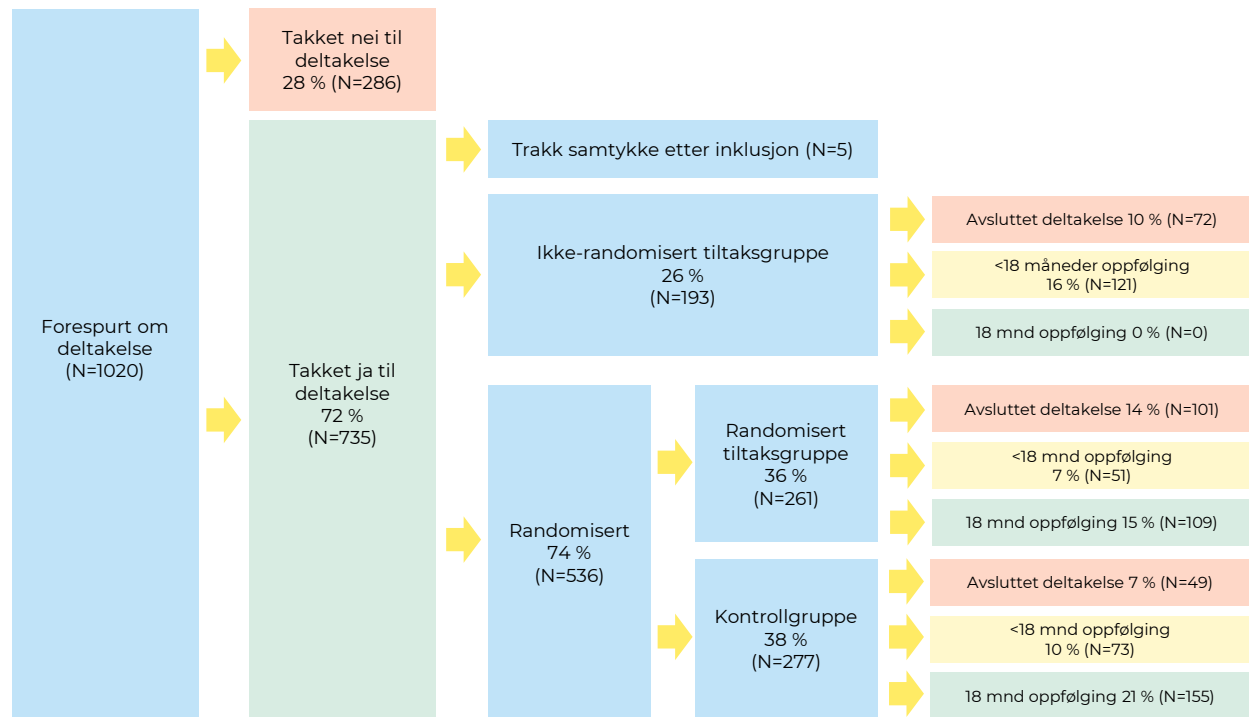 Forespurt om
deltakelse
(N=1020)
Takket nei til
deltakelse
28 % (N=286)
Takket ja til
deltakelse
72 %
(N=735)
Trakk samtykke etter inklusjon (N=5)
Ikke-randomisert tiltaksgruppe
26 %
(N=193)
Avsluttet deltakelse 10 % (N=72)
<18 måneder oppfølging
16 % (N=121)
18 mnd oppfølging 0 % (N=0)
Randomisert
74 %
(N=536)
Randomisert
tiltaksgruppe
36 %
(N=261)
Avsluttet deltakelse 14 % (N=101)
<18 mnd oppfølging
7 % (N=51)
18 mnd oppfølging 15 % (N=109)
Kontrollgruppe
38 %
(N=277)
Avsluttet deltakelse 7 % (N=49)
<18 mnd oppfølging
10 % (N=73)
18 mnd oppfølging 21 % (N=155)